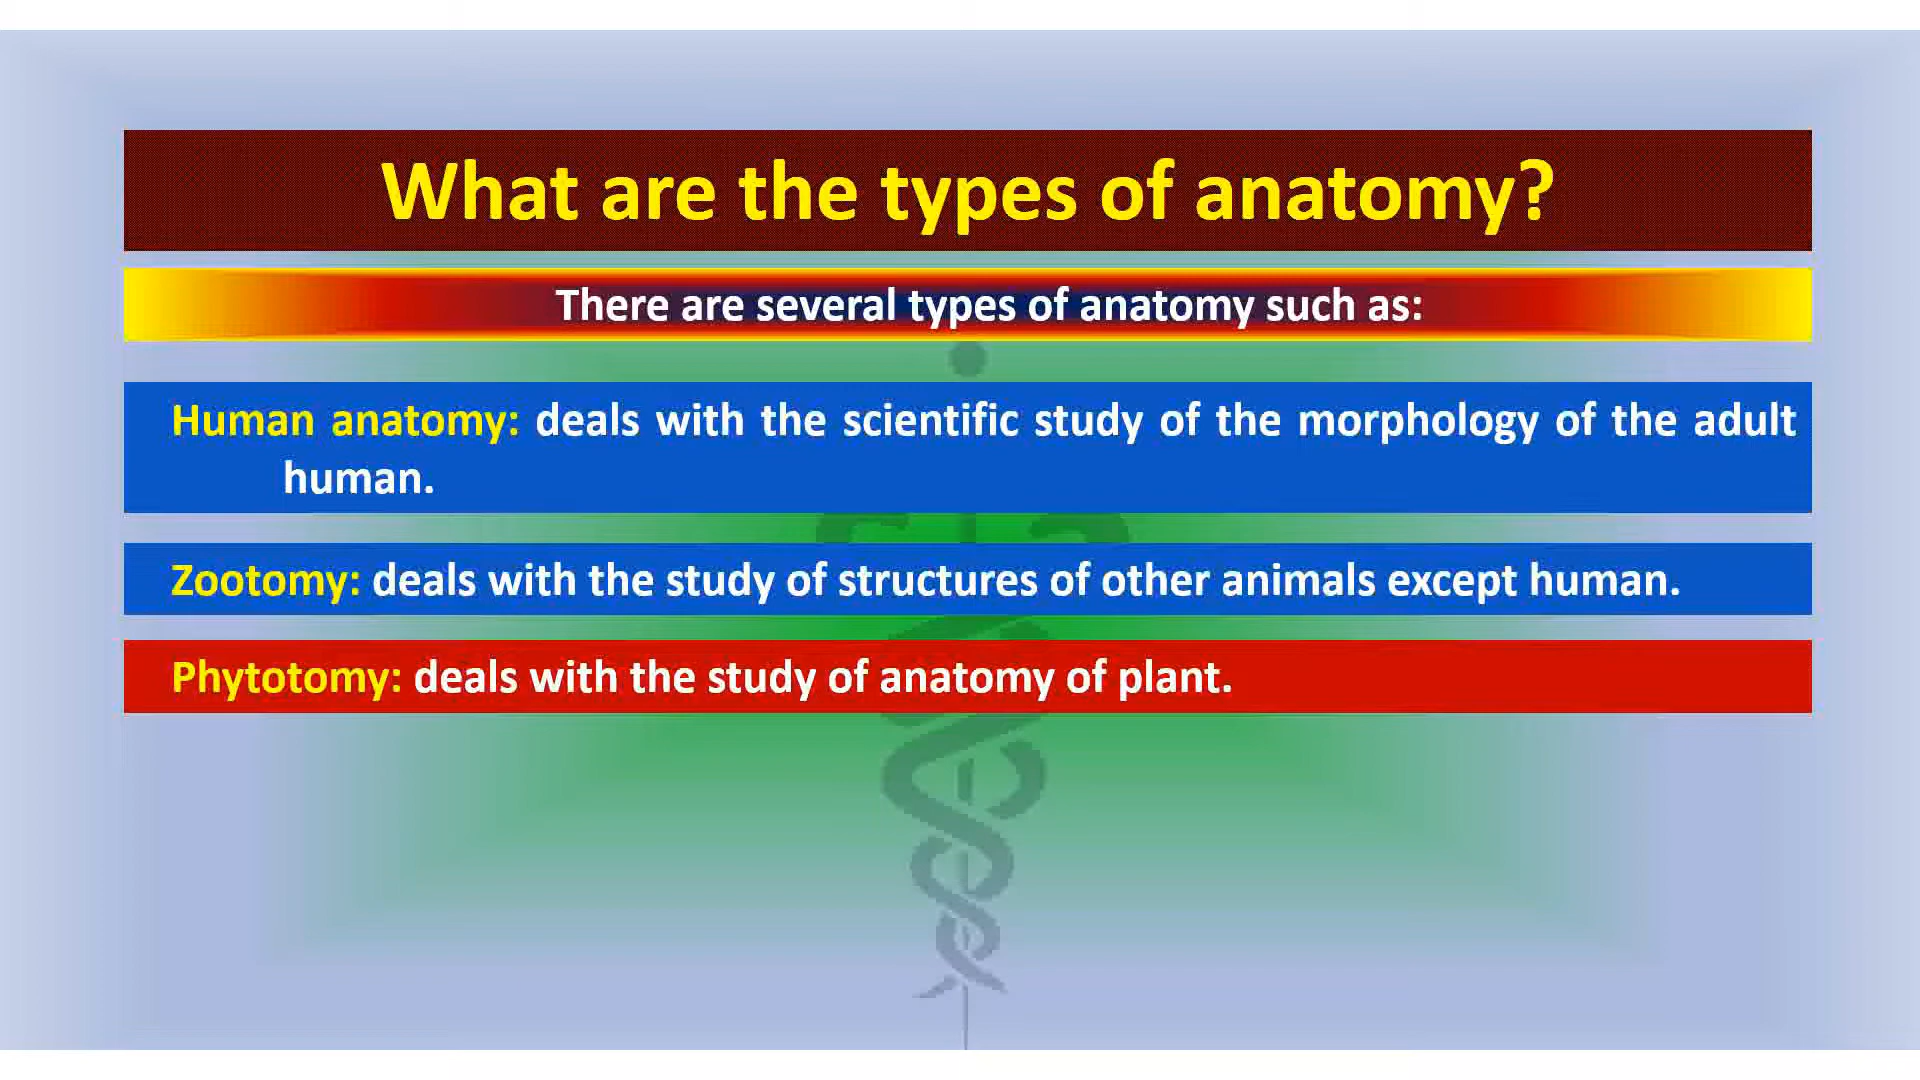 What are the types of anatomy?
There are several types of anatomy such as:
Human anatomy: deals with the scientific study of the morphology of the adult
human.
Zootomy: deals with the study of structures of other animals except human.
Phytotomy: deals with the study of anatomy of plant.